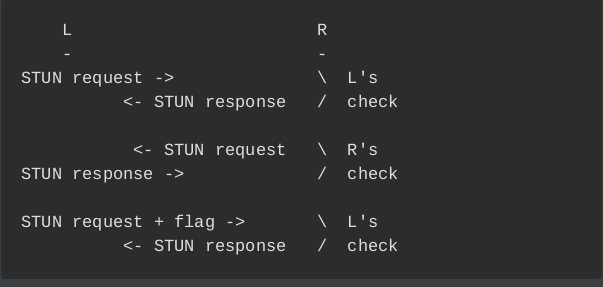 L                        R
-                        -
STUN request ->              \  L's
          <- STUN response   /  check
           <- STUN request   \  R's
STUN response ->             /  check
STUN request + flag ->       \  L's
          <- STUN response   /  check